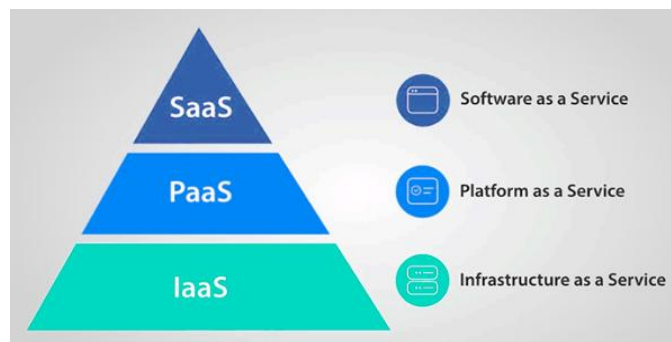 SaaS
Software as a Service
PaaS
Platform as a Service
IaaS
Infrastructure as a Service